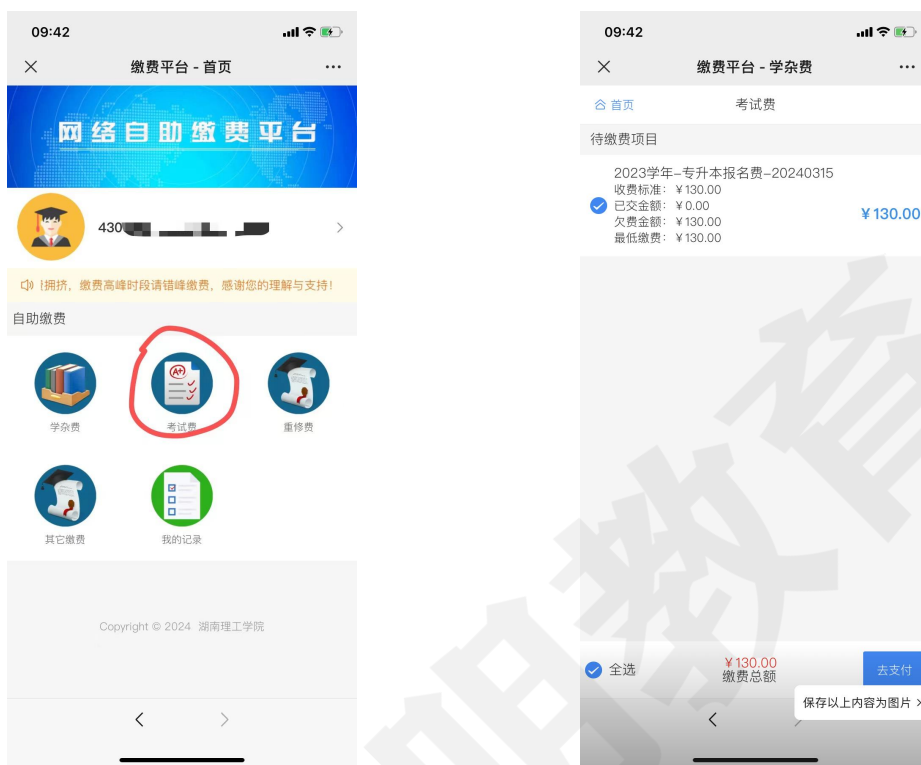 09:42
缴费平台 - 首页
网络自助缴费平台
430
拥挤，缴费高峰时段请错峰缴费，感谢您的理解与支持！
自助缴费
A+
学杂费
考试费
重修费
其它缴费
我的记录
Copyright © 2024 湖南理工学院
09:42
缴费平台 - 学杂费
首页
考试费
待缴费项目
2023学年-专升本报名费-20240315
收费标准：￥130.00
已交金额：￥0.00
欠费金额：￥130.00
最低缴费：￥130.00
￥130.00
全选
￥130.00
缴费总额
去支付
保存以上内容为图片
教育